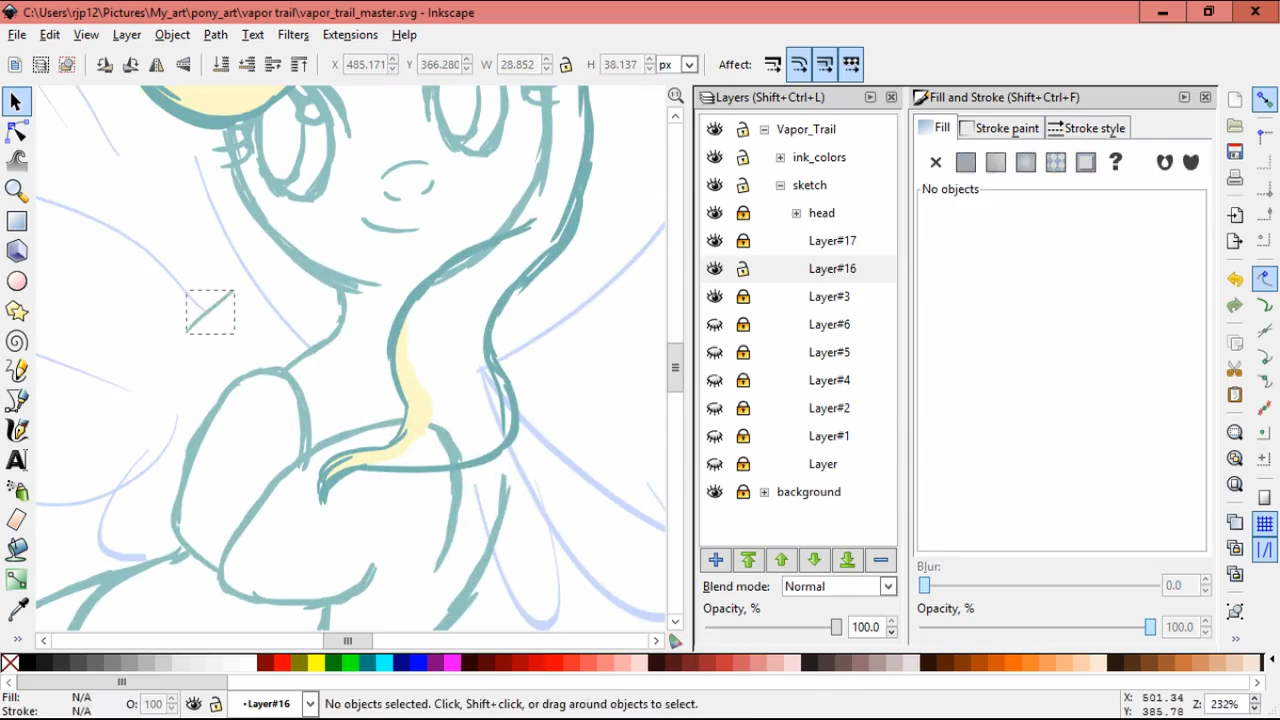 C:\Users\rjp12\Pictures\My_art\pony_art\vapor trail\vapor_trail_master.svg - Inkscape
File Edit View Layer Object Path Text Filters Extensions Help
X 485.171 Y 366.280 W 28.852 H 38.137 px Affect:
Layers (Shift+Ctrl+L)
Fill and Stroke (Shift+Ctrl+F)
Fill Stroke paint Stroke style
?
No objects
Vapor_Trail
ink_colors
sketch
head
Layer#17
Layer#16
Layer#3
Layer#6
Layer#5
Layer#4
Layer#2
Layer#1
Layer
background
Blend mode: Normal
Opacity, % 100.0
Blur: 0.0
Opacity, % 100.0
Fill: N/A
Stroke: N/A
O: 100
•Layer#16
No objects selected. Click, Shift+click, or drag around objects to select.
X: 501.34
Y: 385.78
Z: 232%